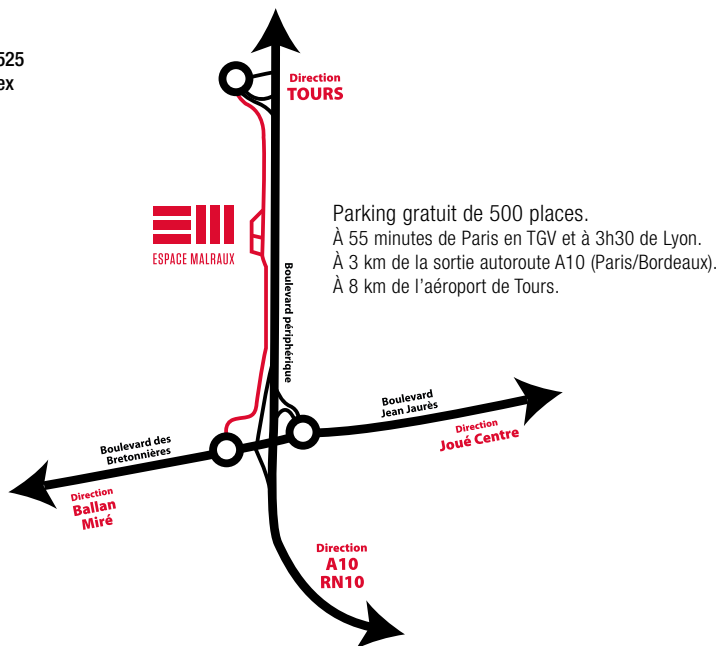 525
ex
Direction
TOURS
ESPACE MALRAUX
Parking gratuit de 500 places.
À 55 minutes de Paris en TGV et à 3h30 de Lyon.
À 3 km de la sortie autoroute A10 (Paris/Bordeaux).
À 8 km de l'aéroport de Tours.
Boulevard périphérique
Boulevard
Jean Jaurès
Direction
Joué Centre
Boulevard des
Bretonnières
Direction
Ballan
Miré
Direction
A10
RN10